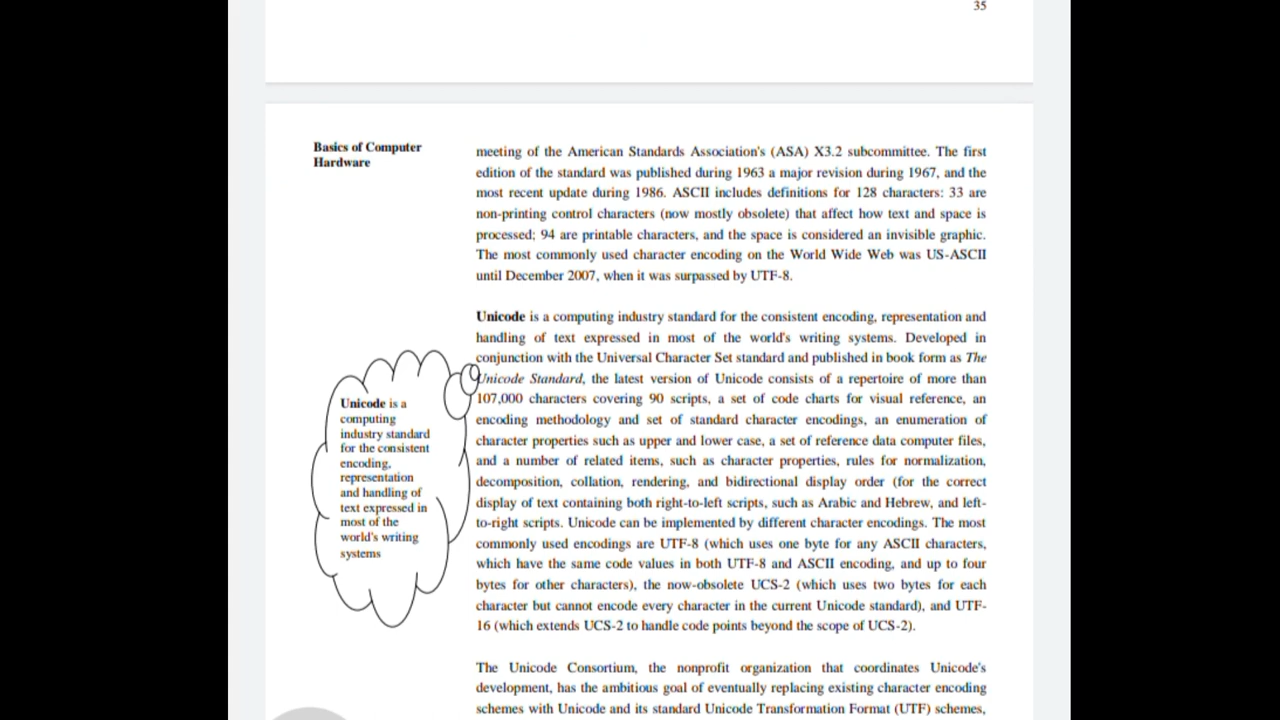 35
Basics of Computer
Hardware
meeting of the American Standards Association's (ASA) X3.2 subcommittee. The first
edition of the standard was published during 1963 a major revision during 1967, and the
most recent update during 1986. ASCII includes definitions for 128 characters: 33 are
non-printing control characters (now mostly obsolete) that affect how text and space is
processed; 94 are printable characters, and the space is considered an invisible graphic.
The most commonly used character encoding on the World Wide Web was US-ASCII
until December 2007, when it was surpassed by UTF-8.
Unicode is a computing industry standard for the consistent encoding, representation and
handling of text expressed in most of the world's writing systems. Developed in
conjunction with the Universal Character Set standard and published in book form as The
Unicode Standard, the latest version of Unicode consists of a repertoire of more than
107,000 characters covering 90 scripts, a set of code charts for visual reference, an
encoding methodology and set of standard character encodings, an enumeration of
character properties such as upper and lower case, a set of reference data computer files,
and a number of related items, such as character properties, rules for normalization,
decomposition, collation, rendering, and bidirectional display order (for the correct
display of text containing both right-to-left scripts, such as Arabic and Hebrew, and left-
to-right scripts. Unicode can be implemented by different character encodings. The most
commonly used encodings are UTF-8 (which uses one byte for any ASCII characters,
which have the same code values in both UTF-8 and ASCII encoding, and up to four
bytes for other characters), the now-obsolete UCS-2 (which uses two bytes for each
character but cannot encode every character in the current Unicode standard), and UTF-
16 (which extends UCS-2 to handle code points beyond the scope of UCS-2).
Unicode is a
computing
industry standard
for the consistent
encoding,
representation
and handling of
text expressed in
most of the
world's writing
systems
The Unicode Consortium, the nonprofit organization that coordinates Unicode's
development, has the ambitious goal of eventually replacing existing character encoding
schemes with Unicode and its standard Unicode Transformation Format (UTF) schemes,